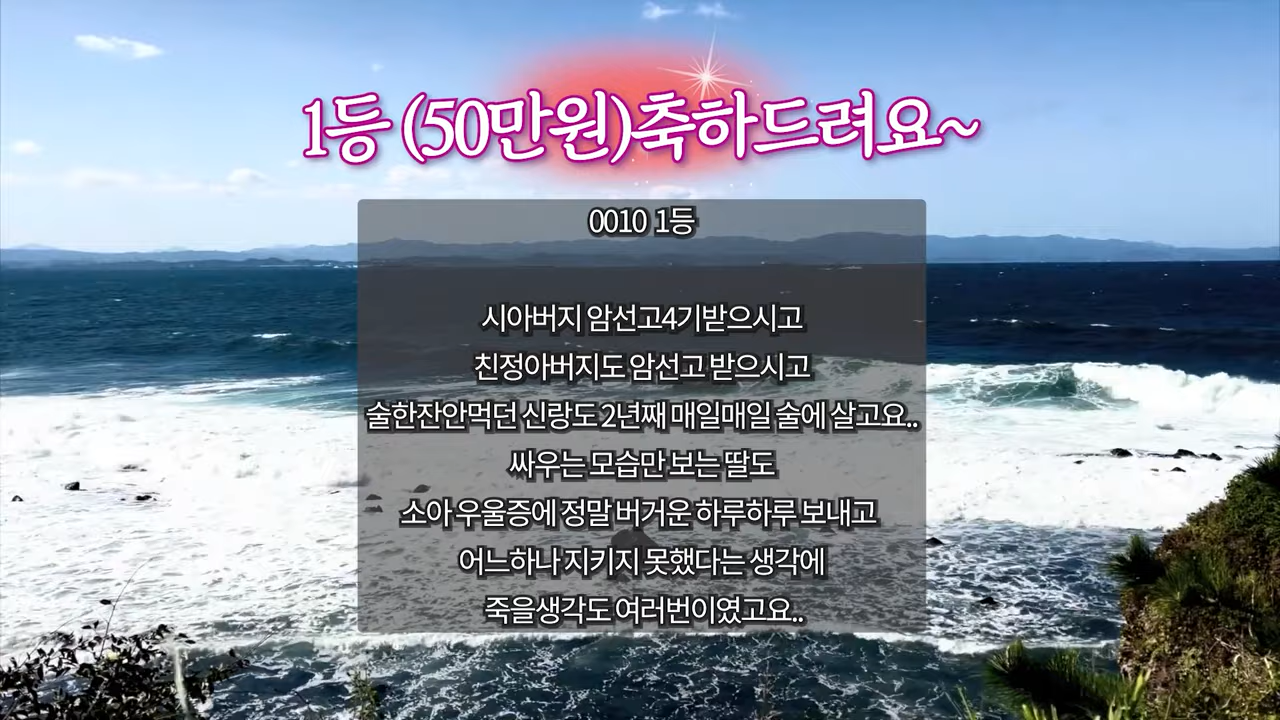 1등 (50만원)축하드려요~
0010 1등
시아버지 암선고4기받으시고
친정아버지도 암선고 받으시고
술한잔안먹던 신랑도 2년째 매일매일 술에 살고요..
싸우는 모습만 보는 딸도
소아 우울증에 정말 버거운 하루하루 보내고
어느하나 지키지 못했다는 생각에
죽을생각도 여러번이였고요..